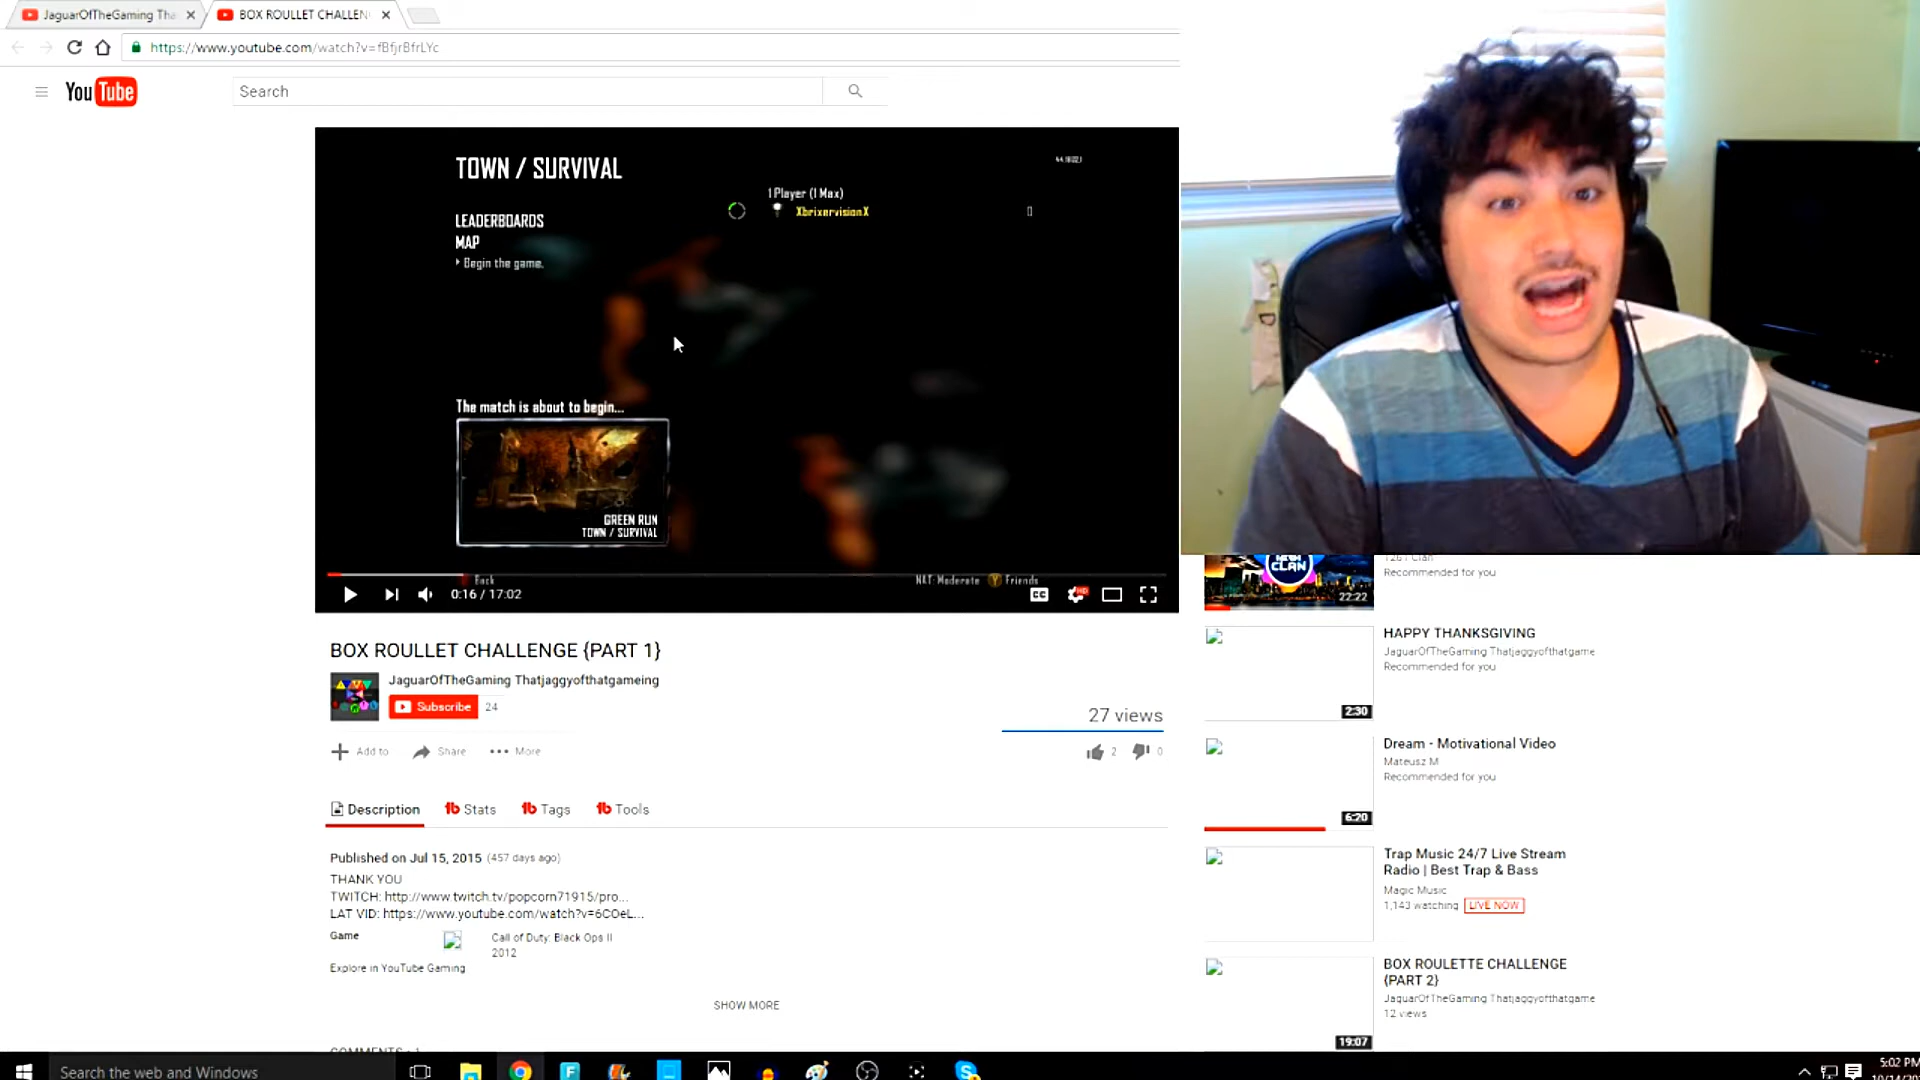 JaguarOfTheGaming Tha
BOX ROULLET CHALLEN
https://www.youtube.com/watch?v=fBfjrBfrLYc
YouTube
Search
TOWN / SURVIVAL
1 Player (1 Max)
XbrixervisionX
LEADERBOARDS
MAP
Begin the game.
The match is about to begin...
GREEN RUN
TOWN / SURVIVAL
Back
NAT: Moderate Y Friends
0:16 / 17:02
CC
HD
BOX ROULLET CHALLENGE {PART 1}
JaguarOfTheGaming Thatjaggyofthatgameing
Subscribe 24
27 views
Add to Share More
2 0
Description Stats Tags Tools
Published on Jul 15, 2015 (457 days ago)
THANK YOU
TWITCH: http://www.twitch.tv/popcorn71915/pro...
LAT VID: https://www.youtube.com/watch?v=6COeL...
Game
Call of Duty: Black Ops II
2012
Explore in YouTube Gaming
SHOW MORE
COMMENTS • 1
CLAN
22:22
Recommended for you
HAPPY THANKSGIVING
JaguarOfTheGaming Thatjaggyofthatgame
Recommended for you
2:30
Dream - Motivational Video
Mateusz M
Recommended for you
6:20
Trap Music 24/7 Live Stream
Radio | Best Trap & Bass
Magic Music
1,143 watching LIVE NOW
BOX ROULETTE CHALLENGE
{PART 2}
JaguarOfTheGaming Thatjaggyofthatgame
12 views
19:07
Search the web and Windows
5:02 PM